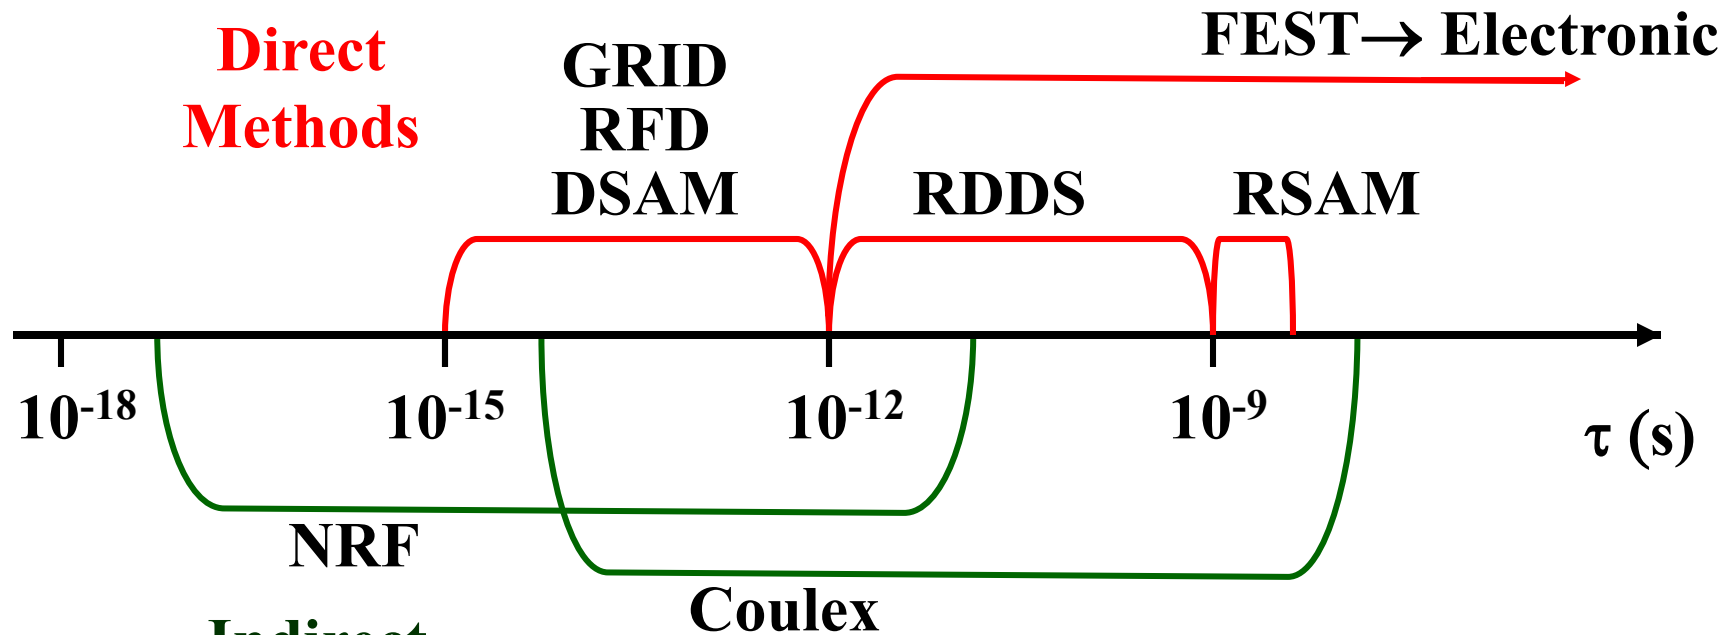 Direct
Methods
GRID
RFD
DSAM
FEST→ Electronic
RDDS
RSAM
10⁻¹⁸
10⁻¹⁵
10⁻¹²
10⁻⁹
τ (s)
NRF
Coulex
Indirect